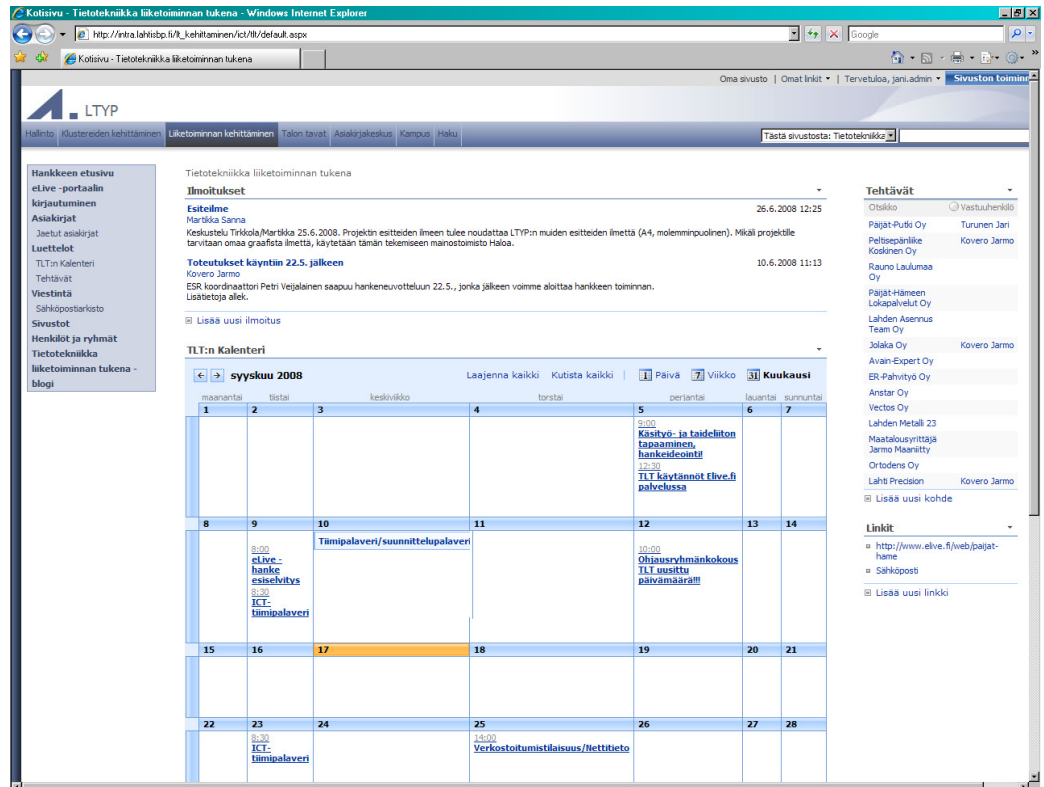 Kotisivu - Tietotekniikka liiketoiminnan tukena - Windows Internet Explorer
http://intra.lahtisbp.fi/lt_kehittaminen/ict/tlt/default.aspx
Google
Kotisivu - Tietotekniikka liiketoiminnan tukena
Oma sivusto | Omat linkit | Tervetuloa, jani.admin Sivuston toiminn
LTYP
Hallinto Klustereiden kehittäminen Liiketoiminnan kehittäminen Talon tavat Asiakirjakeskus Kampus Haku
Tästä sivustosta: Tietotekniikka
Hankkeen etusivu
eLive -portaalin
kirjautuminen
Asiakirjat
Jaetut asiakirjat
Luettelot
TLT:n Kalenteri
Tehtävät
Viestintä
Sähköpostiarkisto
Sivustot
Henkilöt ja ryhmät
Tietotekniikka
liiketoiminnan tukena -
blogi
Tietotekniikka liiketoiminnan tukena
Ilmoitukset
Esiteilme 26.6.2008 12:25
Martikka Sanna
Keskustelu Tirkkola/Martikka 25.6.2008. Projektin esitteiden ilmeen tulee noudattaa LTYP:n muiden esitteiden ilmettä (A4, molemminpuolinen). Mikäli projektille
tarvitaan omaa graafista ilmettä, käytetään tämän tekemiseen mainostoimisto Haloa.
Toteutukset käyntiin 22.5. jälkeen 10.6.2008 11:13
Kovero Jarmo
ESR koordinaattori Petri Veijalainen saapuu hankeneuvotteluun 22.5., jonka jälkeen voimme aloittaa hankkeen toiminnan.
Lisätietoja allek.
Lisää uusi ilmoitus
TLT:n Kalenteri
syyskuu 2008 Laajenna kaikki Kutista kaikki | 1 Päivä 7 Viikko 31 Kuukausi
maanantai tiistai keskiviikko torstai perjantai lauantai sunnuntai
1 2 3 4 5 6 7
9:00
Käsityö- ja taideliiton
tapaaminen,
hankeideointi!
12:30
TLT käytännöt Elive.fi
palvelussa
8 9 10 11 12 13 14
Tiimipalaveri/suunnittelupalaveri
8:00
eLive -
hanke
esiselvitys
8:30
ICT-
tiimipalaveri
10:00
Ohjausryhmänkokous
TLT uusittu
päivämäärä!!!
15 16 17 18 19 20 21
22 23 24 25 26 27 28
8:30
ICT-
tiimipalaveri
14:00
Verkostoitumistilaisuus/Nettitieto
Tehtävät
Otsikko Vastuuhenkilö
Päijät-Putki Oy Turunen Jari
Peltisepänliike
Koskinen Oy Kovero Jarmo
Rauno Laulumaa
Oy
Päijät-Hämeen
Lokapalvelut Oy
Lahden Asennus
Team Oy
Jolaka Oy Kovero Jarmo
Avain-Expert Oy
ER-Pahvityö Oy
Anstar Oy
Vectos Oy
Lahden Metalli 23
Maatalousyrittäjä
Jarmo Maaniitty
Ortodens Oy
Lahti Precision Kovero Jarmo
Lisää uusi kohde
Linkit
http://www.elive.fi/web/paijat-
hame
Sähköposti
Lisää uusi linkki